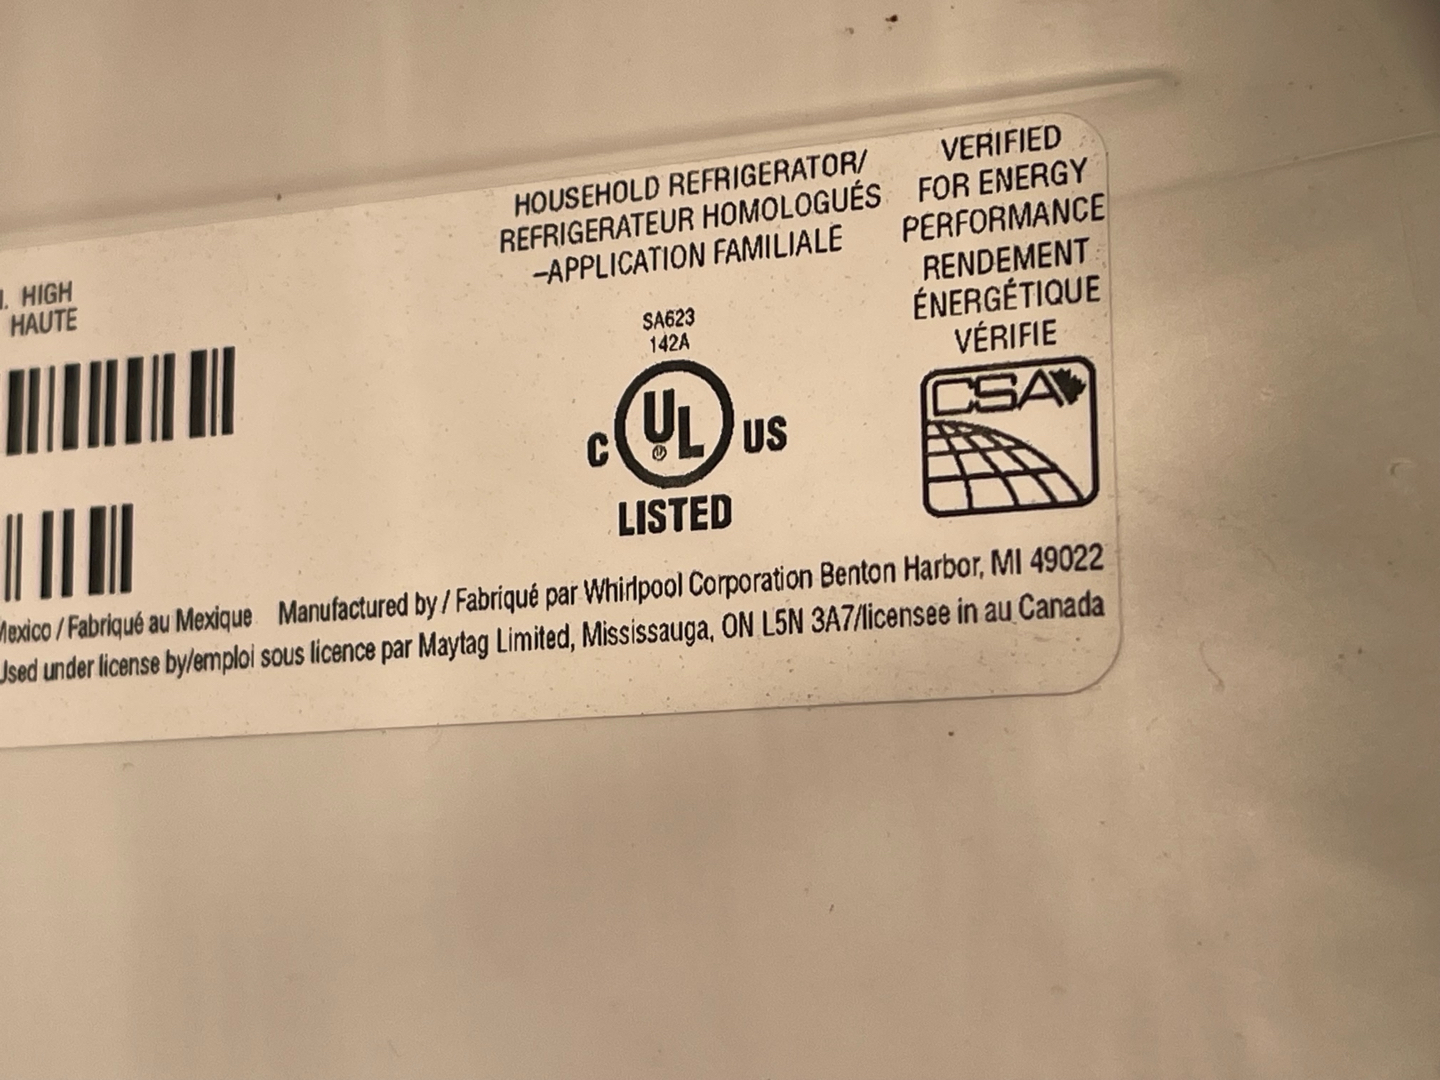 HOUSEHOLD REFRIGERATOR/
REFRIGERATEUR HOMOLOGUÉS
–APPLICATION FAMILIALE
VERIFIED
FOR ENERGY
PERFORMANCE
RENDEMENT
ÉNERGÉTIQUE
VÉRIFIE
HIGH
HAUTE
SA623
142A
C UL US
LISTED
CSA
Mexico / Fabriqué au Mexique Manufactured by / Fabriqué par Whirlpool Corporation Benton Harbor, MI 49022
Used under license by/emploi sous licence par Maytag Limited, Mississauga, ON L5N 3A7/licensee in au Canada